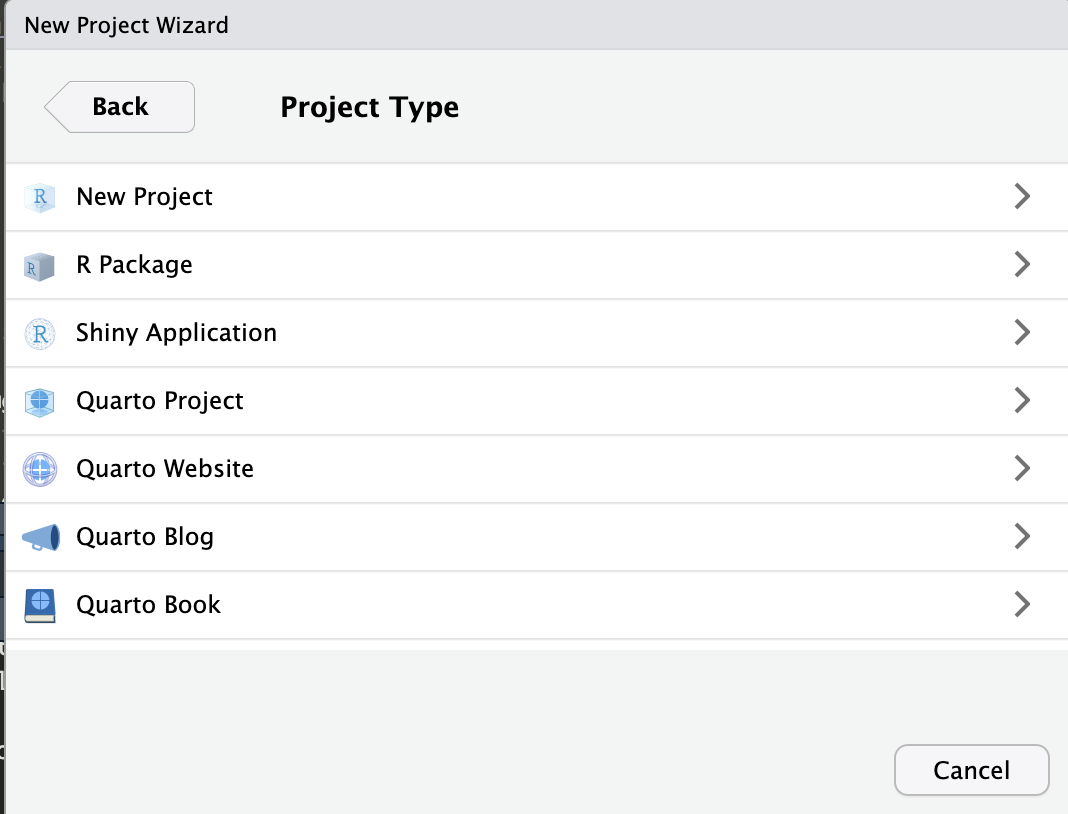 New Project Wizard
Back
Project Type
New Project
R Package
Shiny Application
Quarto Project
Quarto Website
Quarto Blog
Quarto Book
Cancel